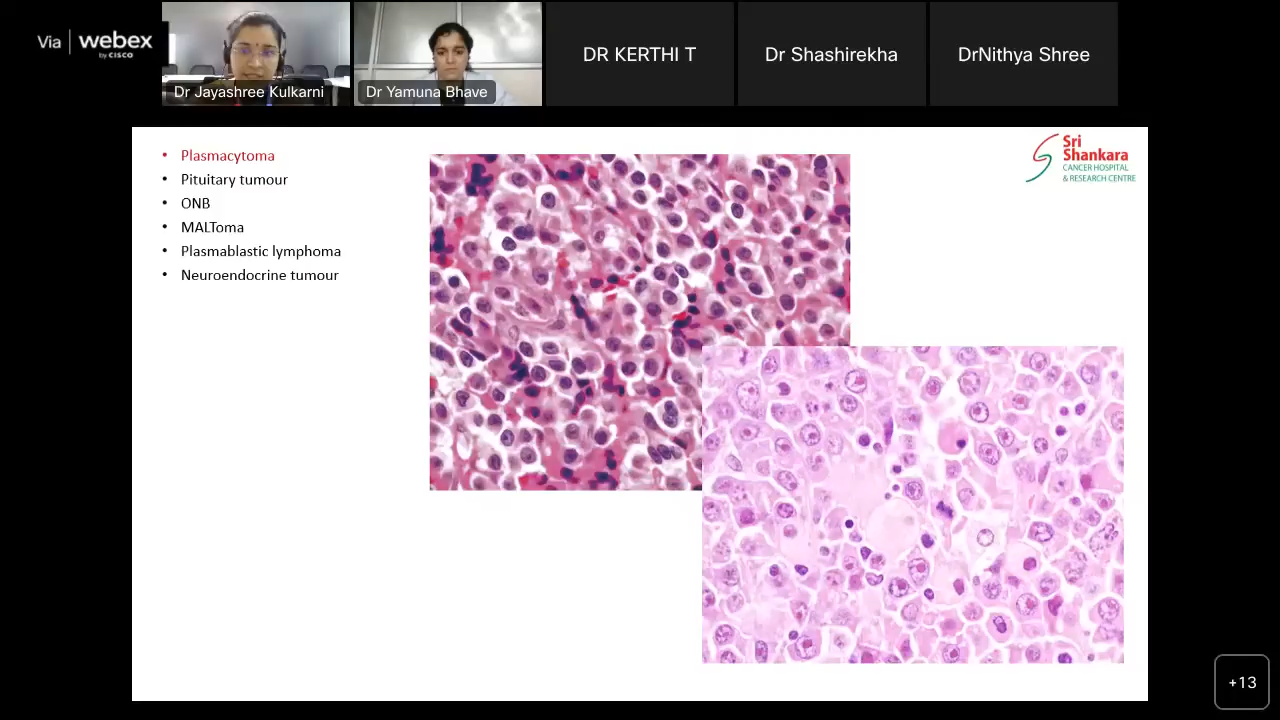 Via webex
by CISCO
Dr Jayashree Kulkarni
Dr Yamuna Bhave
DR KERTHI T
Dr Shashirekha
DrNithya Shree
• Plasmacytoma
• Pituitary tumour
• ONB
• MALToma
• Plasmablastic lymphoma
• Neuroendocrine tumour
Sri
Shankara
CANCER HOSPITAL
& RESEARCH CENTRE
+13